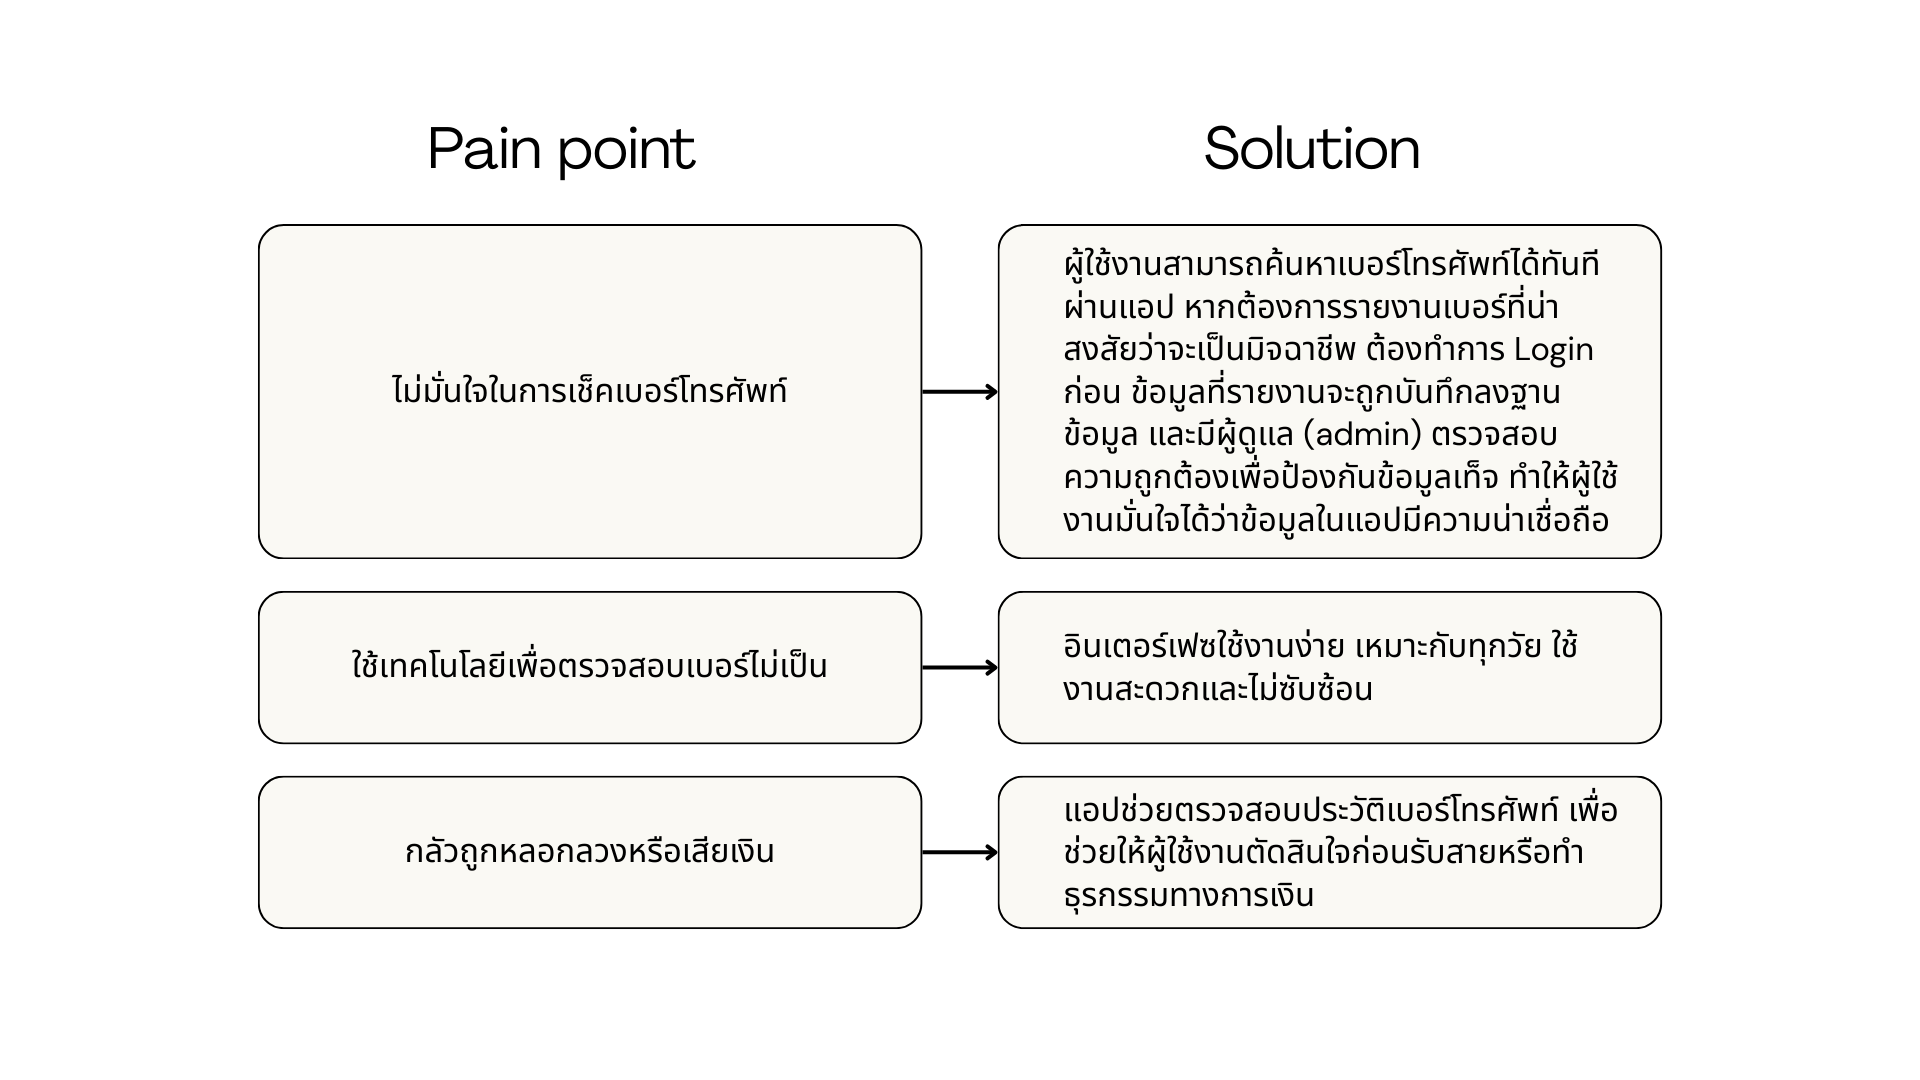 Pain point
Solution
ไม่มั่นใจในการเช็คเบอร์โทรศัพท์
ผู้ใช้งานสามารถค้นหาเบอร์โทรศัพท์ได้ทันที
ผ่านแอป หากต้องการรายงานเบอร์ที่น่า
สงสัยว่าจะเป็นมิจฉาชีพ ต้องทำการ Login
ก่อน ข้อมูลที่รายงานจะถูกบันทึกลงฐาน
ข้อมูล และมีผู้ดูแล (admin) ตรวจสอบ
ความถูกต้องเพื่อป้องกันข้อมูลเท็จ ทำให้ผู้ใช้
งานมั่นใจได้ว่าข้อมูลในแอปมีความน่าเชื่อถือ
ใช้เทคโนโลยีเพื่อตรวจสอบเบอร์ไม่เป็น
อินเตอร์เฟซใช้งานง่าย เหมาะกับทุกวัย ใช้
งานสะดวกและไม่ซับซ้อน
กลัวถูกหลอกลวงหรือเสียเงิน
แอปช่วยตรวจสอบประวัติเบอร์โทรศัพท์ เพื่อ
ช่วยให้ผู้ใช้งานตัดสินใจก่อนรับสายหรือทำ
ธุรกรรมทางการเงิน